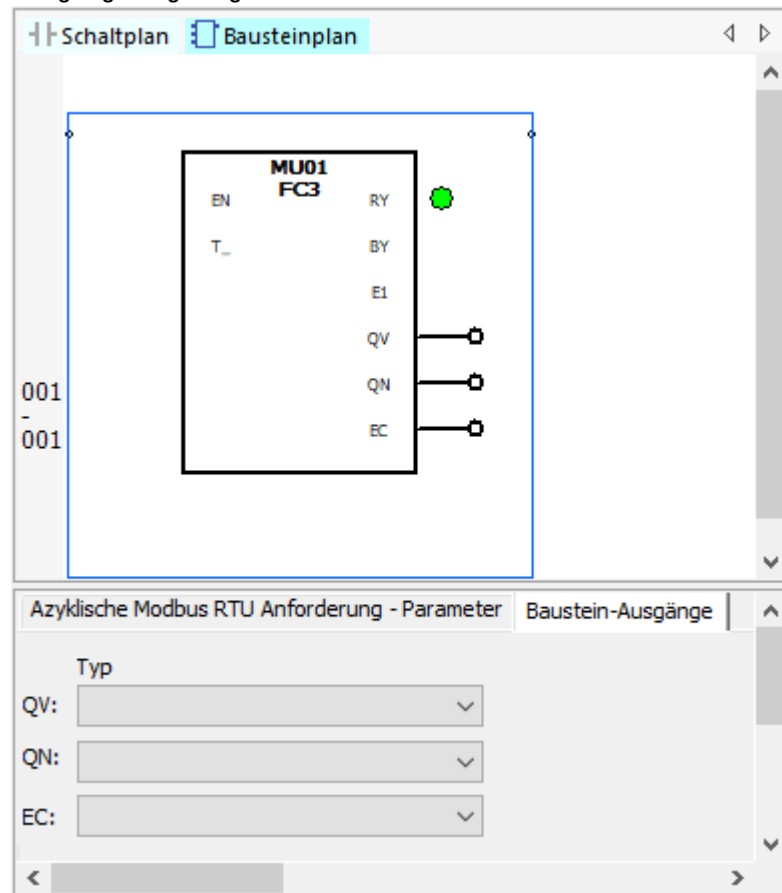 Schaltplan Bausteinplan
MU01
FC3
EN RY
T_ BY
E1
QV
001 QN
-
001 EC
Azyklische Modbus RTU Anforderung - Parameter Baustein-Ausgänge
Typ
QV:
QN:
EC: